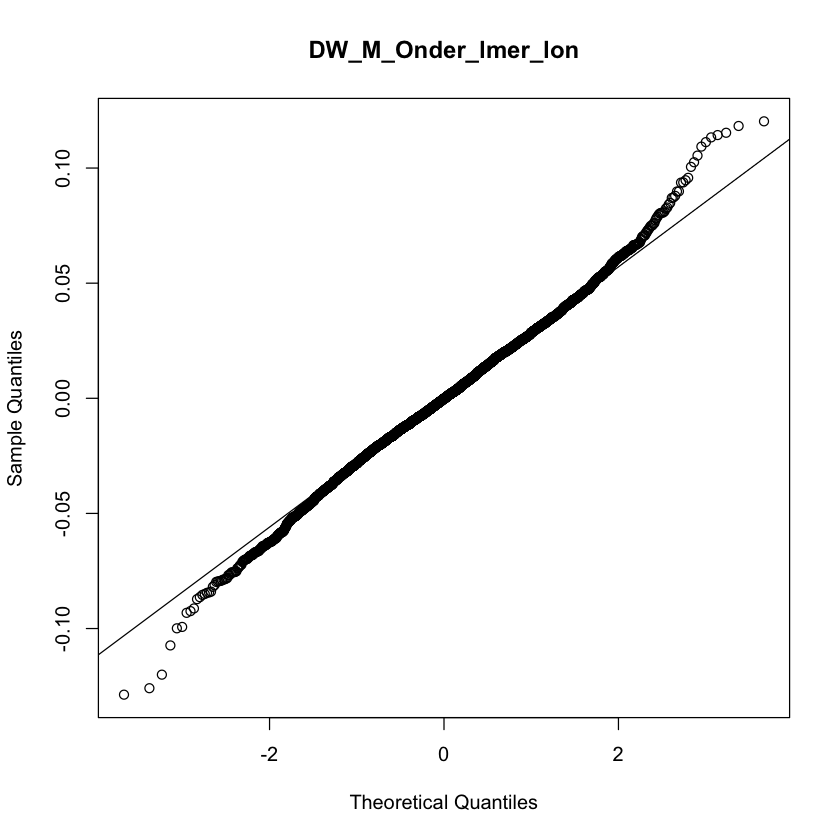 DW_M_Onder_lmer_lon
0.10
0.05
0.00
-0.05
-0.10
Sample Quantiles
-2
0
2
Theoretical Quantiles